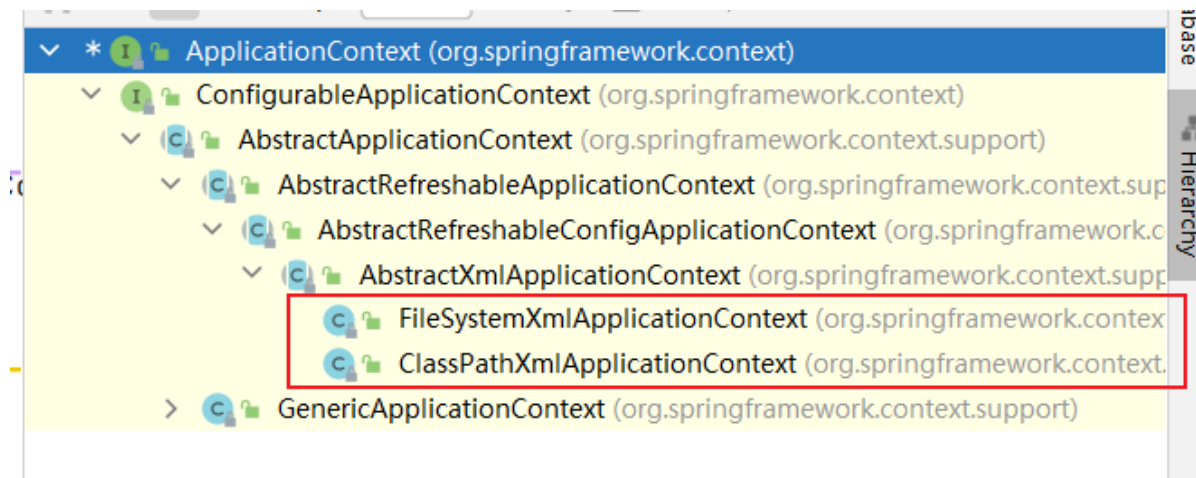 ApplicationContext (org.springframework.context)
ConfigurableApplicationContext (org.springframework.context)
AbstractApplicationContext (org.springframework.context.support)
AbstractRefreshableApplicationContext (org.springframework.context.sup
AbstractRefreshableConfigApplicationContext (org.springframework.c
AbstractXmlApplicationContext (org.springframework.context.supp
FileSystemXmlApplicationContext (org.springframework.contex
ClassPathXmlApplicationContext (org.springframework.context.
GenericApplicationContext (org.springframework.context.support)
abase
Hierarchy